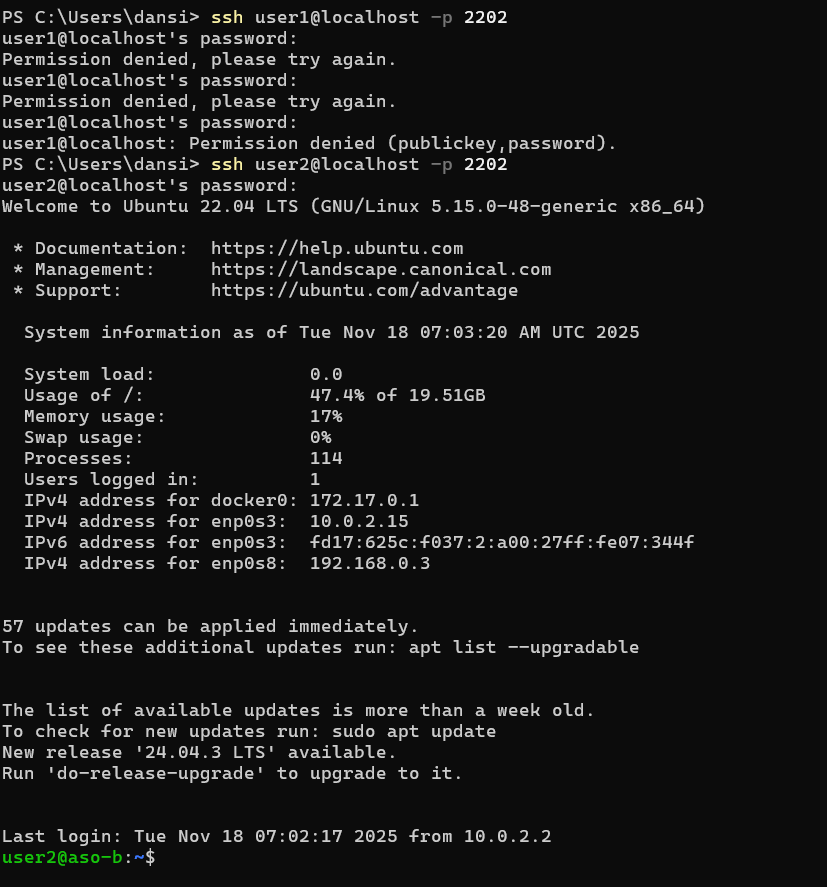 PS C:\Users\dansi> ssh user1@localhost -p 2202
user1@localhost's password:
Permission denied, please try again.
user1@localhost's password:
Permission denied, please try again.
user1@localhost's password:
user1@localhost: Permission denied (publickey,password).
PS C:\Users\dansi> ssh user2@localhost -p 2202
user2@localhost's password:
Welcome to Ubuntu 22.04 LTS (GNU/Linux 5.15.0-48-generic x86_64)

 * Documentation:  https://help.ubuntu.com
 * Management:     https://landscape.canonical.com
 * Support:        https://ubuntu.com/advantage

  System information as of Tue Nov 18 07:03:20 AM UTC 2025

  System load:              0.0
  Usage of /:               47.4% of 19.51GB
  Memory usage:             17%
  Swap usage:               0%
  Processes:                114
  Users logged in:          1
  IPv4 address for docker0: 172.17.0.1
  IPv4 address for enp0s3:  10.0.2.15
  IPv6 address for enp0s3:  fd17:625c:f037:2:a00:27ff:fe07:344f
  IPv4 address for enp0s8:  192.168.0.3


57 updates can be applied immediately.
To see these additional updates run: apt list --upgradable


The list of available updates is more than a week old.
To check for new updates run: sudo apt update
New release '24.04.3 LTS' available.
Run 'do-release-upgrade' to upgrade to it.


Last login: Tue Nov 18 07:02:17 2025 from 10.0.2.2
user2@aso-b:~$